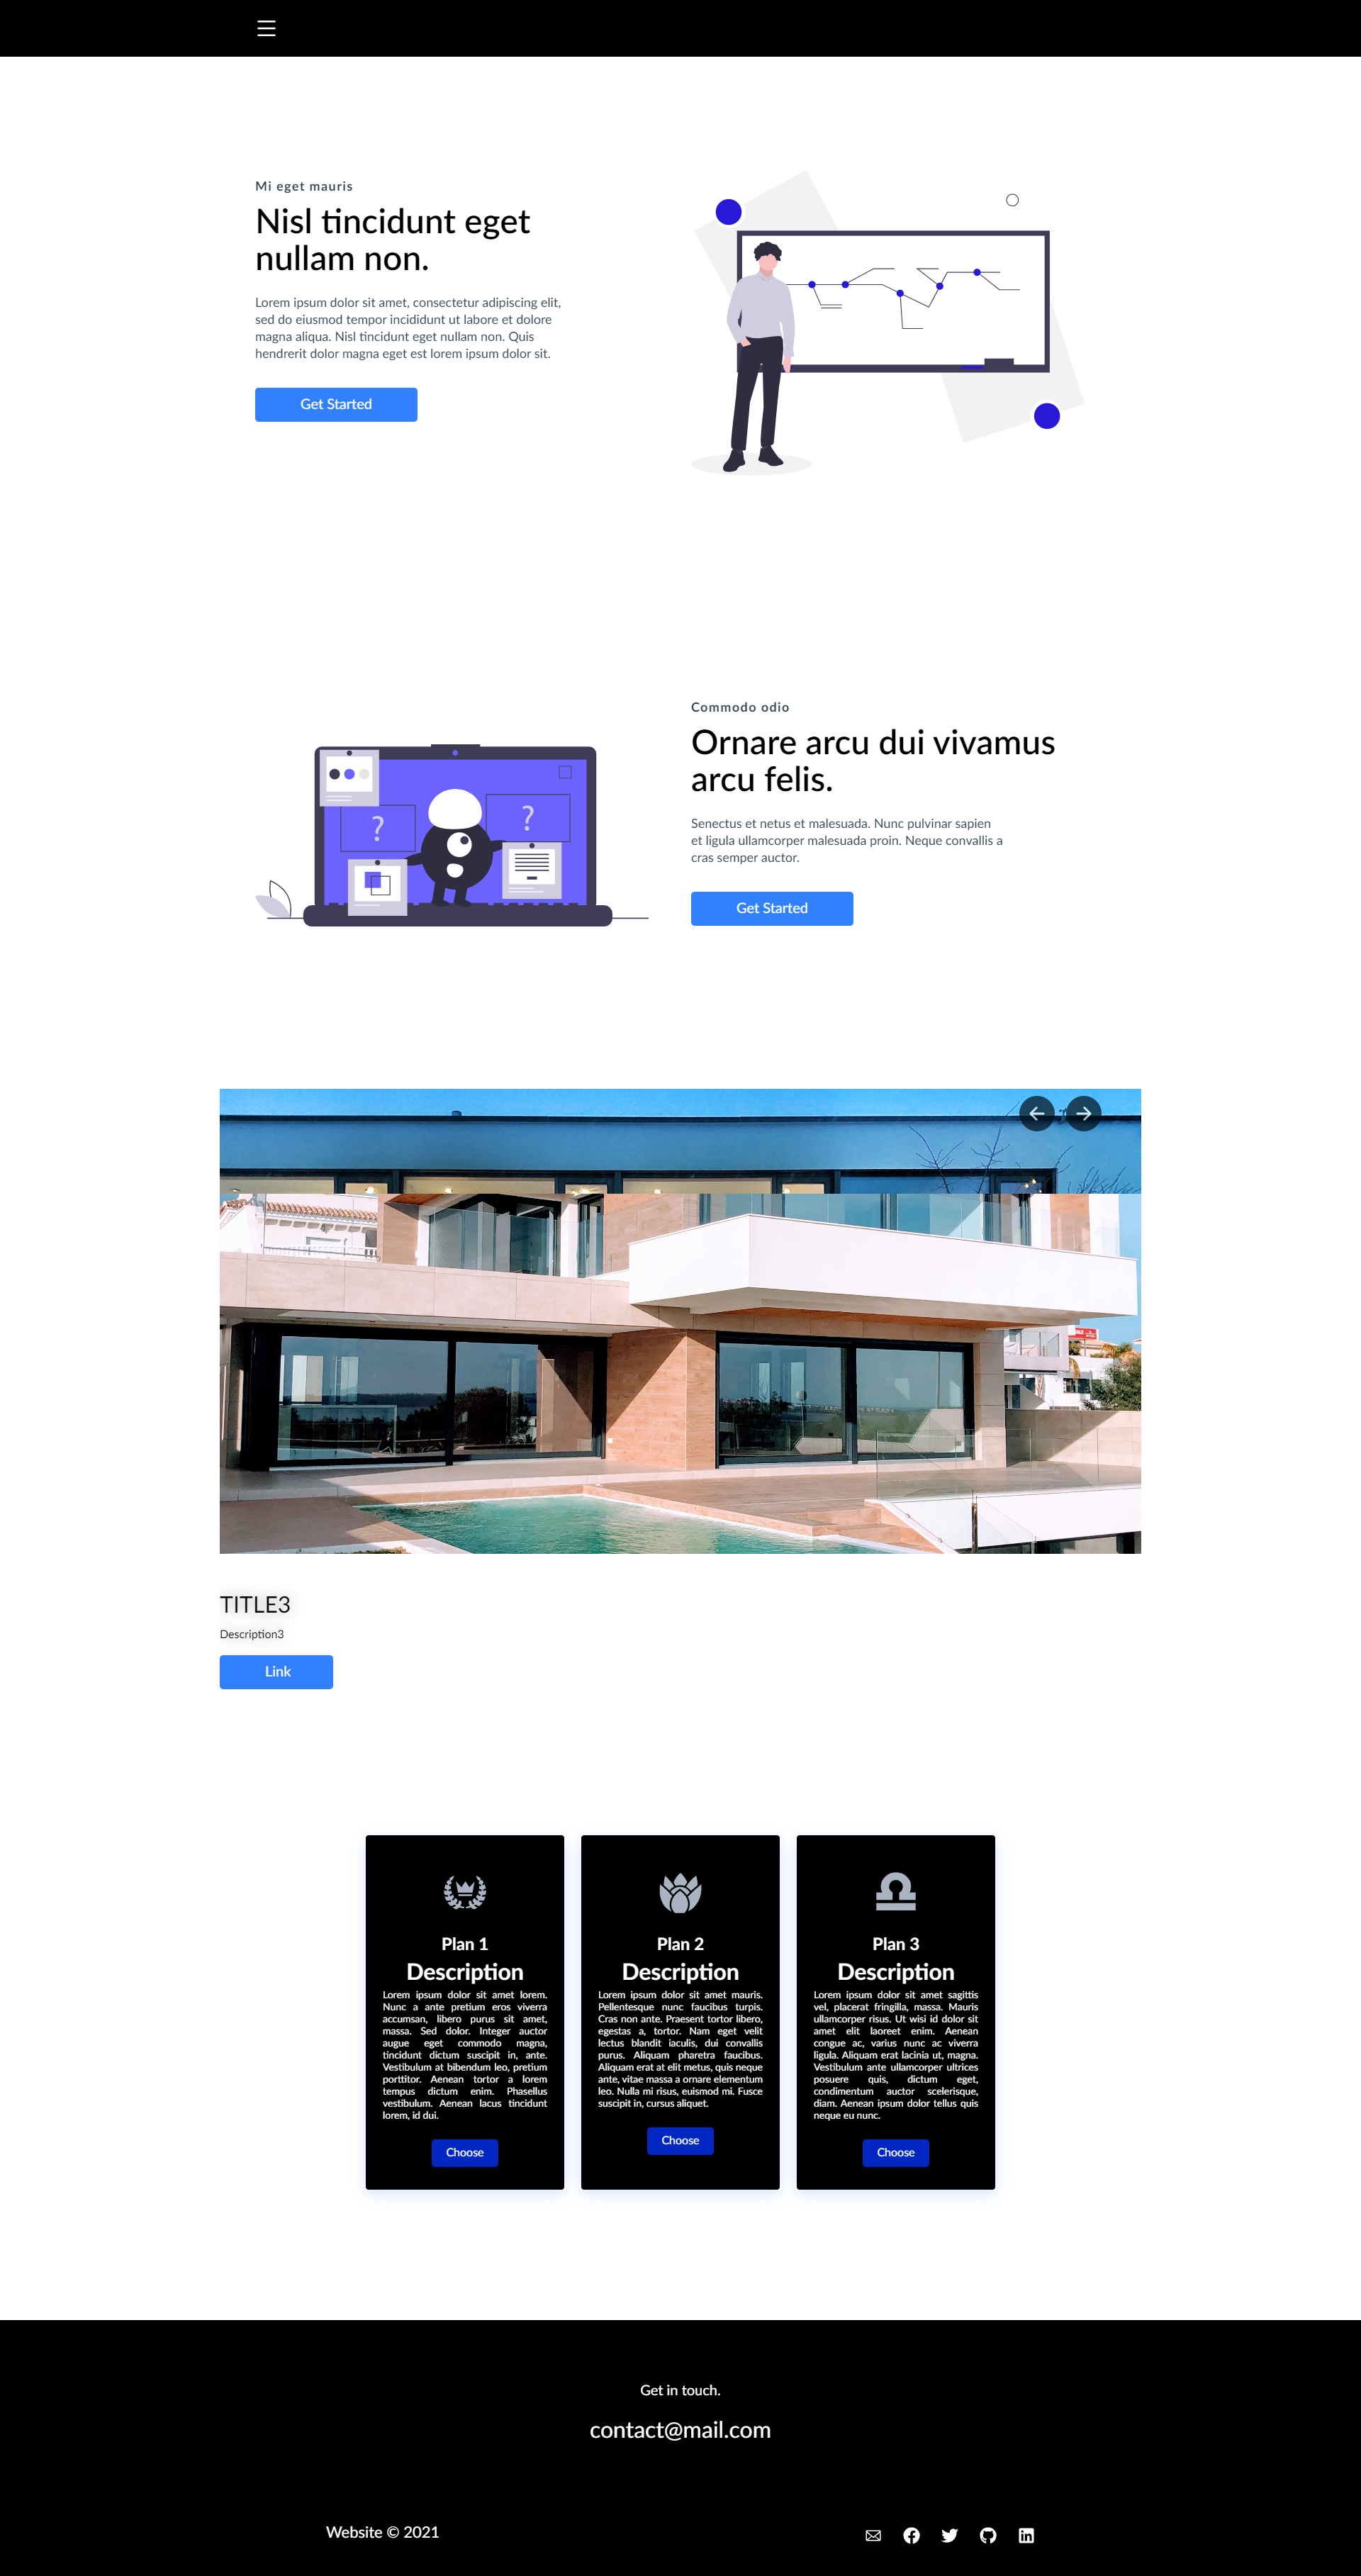 Mi eget mauris
Nisl tincidunt eget
nullam non.
Lorem ipsum dolor sit amet, consectetur adipiscing elit,
sed do eiusmod tempor incididunt ut labore et dolore
magna aliqua. Nisl tincidunt eget nullam non. Quis
hendrerit dolor magna eget est lorem ipsum dolor sit.
Get Started
Commodo odio
Ornare arcu dui vivamus
arcu felis.
Senectus et netus et malesuada. Nunc pulvinar sapien
et ligula ullamcorper malesuada proin. Neque convallis a
cras semper auctor.
Get Started
? ?
TITLE3
Description3
Link
Plan 1
Description
Lorem ipsum dolor sit amet lorem.
Nunc a ante pretium eros viverra
accumsan, libero purus sit amet,
massa. Sed dolor. Integer auctor
augue eget commodo magna,
tincidunt dictum suscipit in, ante.
Vestibulum at bibendum leo, pretium
porttitor. Aenean tortor a lorem
tempus dictum enim. Phasellus
vestibulum. Aenean lacus tincidunt
lorem, id dui.
Choose
Plan 2
Description
Lorem ipsum dolor sit amet mauris.
Pellentesque nunc faucibus turpis.
Cras non ante. Praesent tortor libero,
egestas a, tortor. Nam eget velit
lectus blandit iaculis, dui convallis
purus. Aliquam pharetra faucibus.
Aliquam erat at elit metus, quis neque
ante, vitae massa a ornare elementum
leo. Nulla mi risus, euismod mi. Fusce
suscipit in, cursus aliquet.
Choose
Plan 3
Description
Lorem ipsum dolor sit amet sagittis
vel, placerat fringilla, massa. Mauris
ullamcorper risus. Ut wisi id dolor sit
amet elit laoreet enim. Aenean
congue ac, varius nunc ac viverra
ligula. Aliquam erat lacinia ut, magna.
Vestibulum ante ullamcorper ultrices
posuere quis, dictum eget,
condimentum auctor scelerisque,
diam. Aenean ipsum dolor tellus quis
neque eu nunc.
Choose
Get in touch.
contact@mail.com
Website © 2021